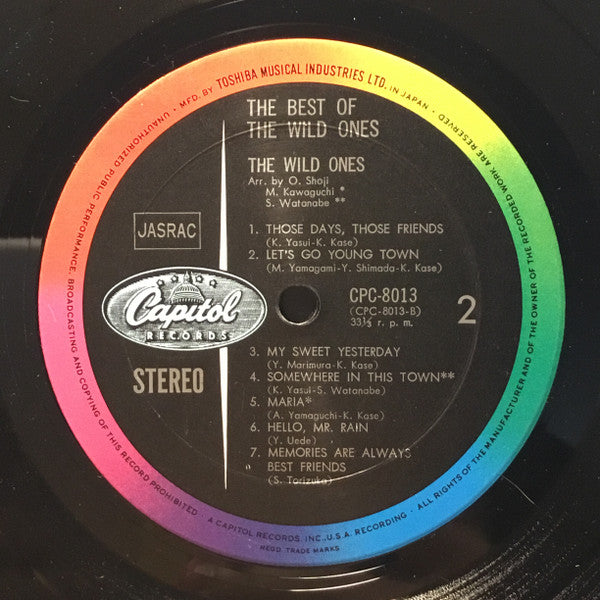 MFD. BY TOSHIBA MUSICAL INDUSTRIES LTD. IN JAPAN · ALL RIGHTS OF THE MANUFACTURER AND OF THE OWNER OF THE RECORDED WORK ARE RESERVED
UNAUTHORIZED PUBLIC PERFORMANCE, BROADCASTING AND COPYING OF THIS RECORD PROHIBITED · A CAPITOL RECORDS, INC., U.S.A. RECORDING ·
REGD. TRADE MARKS
THE BEST OF
THE WILD ONES
THE WILD ONES
Arr. by O. Shoji
M. Kawaguchi *
S. Watanabe **
JASRAC
1. THOSE DAYS, THOSE FRIENDS
(K. Yasui-K. Kase)
2. LET'S GO YOUNG TOWN
(M. Yamagami-Y. Shimada-K. Kase)
Capitol
RECORDS
CPC-8013
(CPC-8013-B)
33⅓ r. p. m.
2
STEREO
3. MY SWEET YESTERDAY
(Y. Marimura-K. Kase)
4. SOMEWHERE IN THIS TOWN**
(K. Yasui-S. Watanabe)
5. MARIA*
(A. Yamaguchi-K. Kase)
6. HELLO, MR. RAIN
(Y. Uede)
7. MEMORIES ARE ALWAYS
BEST FRIENDS
(S. Torizuka)